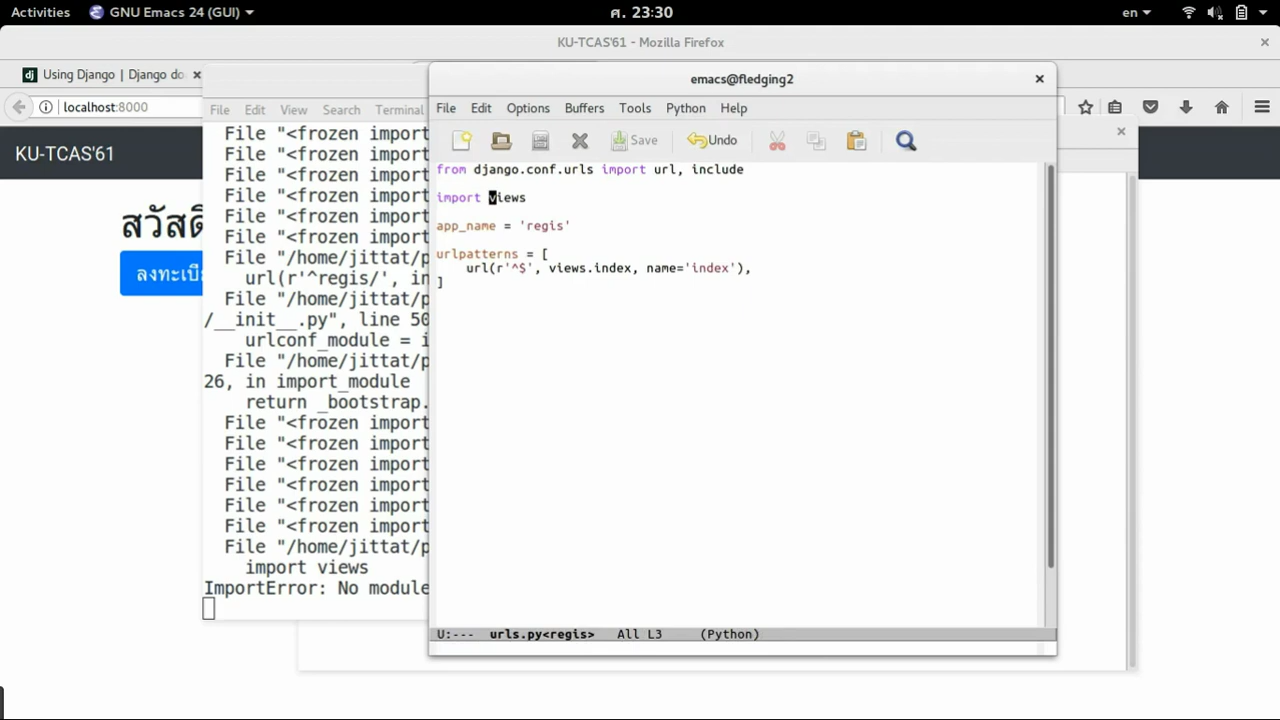 Activities GNU Emacs 24 (GUI) ศ. 23:30 en
KU-TCAS'61 - Mozilla Firefox
Using Django | Django do
localhost:8000
KU-TCAS'61
ลงทะเบี
File Edit View Search Terminal
File "<frozen import
File "<frozen import
File "<frozen import
File "<frozen import
File "<frozen import
File "<frozen import
File "/home/jittat/p
url(r'^regis/', in
File "/home/jittat/p
/__init__.py", line 50
urlconf_module = i
File "/home/jittat/p
26, in import_module
return _bootstrap.
File "<frozen import
File "<frozen import
File "<frozen import
File "<frozen import
File "<frozen import
File "<frozen import
File "/home/jittat/p
import views
ImportError: No module
emacs@fledging2
File Edit Options Buffers Tools Python Help
Save Undo
from django.conf.urls import url, include
import views
app_name = 'regis'
urlpatterns = [
url(r'^$', views.index, name='index'),
]
U:--- urls.py<regis> All L3 (Python)